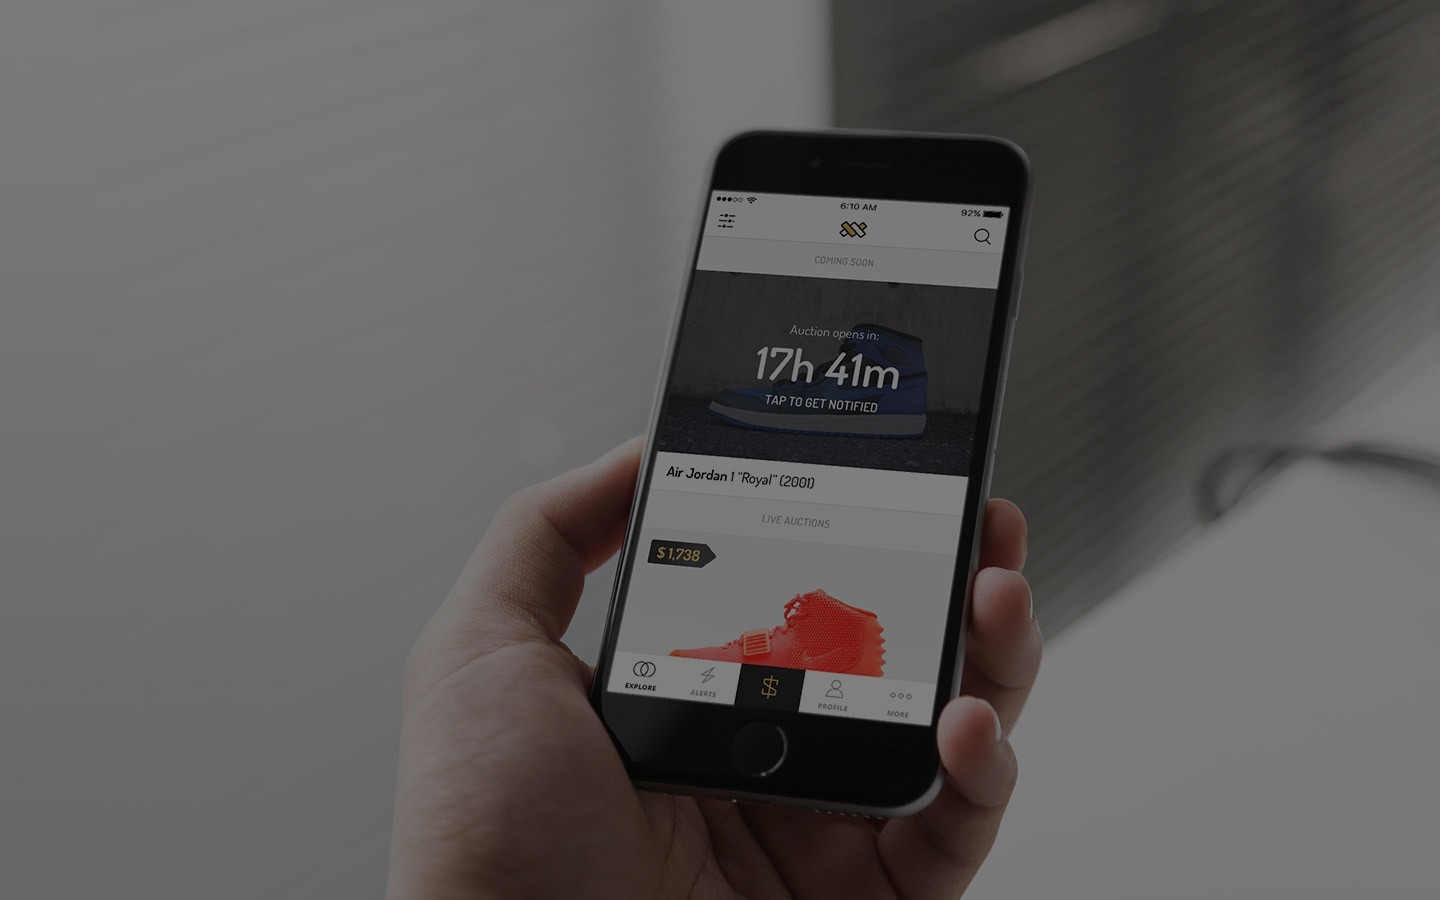 6:10 AM
92%
COMING SOON
Auction opens in:
17h 41m
TAP TO GET NOTIFIED
Air Jordan 1 "Royal" (2001)
LIVE AUCTIONS
$1,738
EXPLORE
ALERTS
PROFILE
MORE